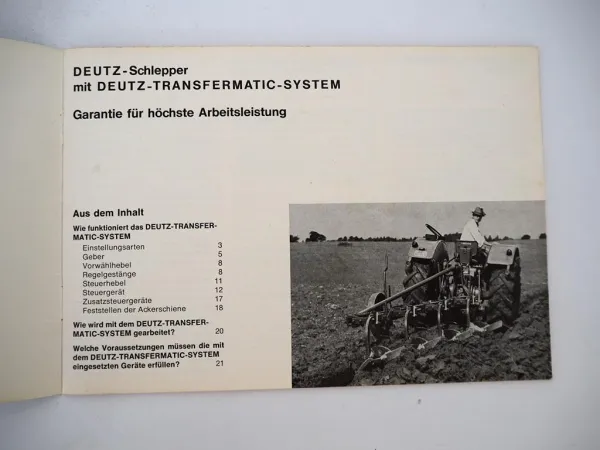 DEUTZ-Schlepper
mit DEUTZ-TRANSFERMATIC-SYSTEM
Garantie für höchste Arbeitsleistung
Aus dem Inhalt
Wie funktioniert das DEUTZ-TRANSFER-
MATIC-SYSTEM
Einstellungsarten 3
Geber 5
Vorwählhebel 8
Regelgestänge 8
Steuerhebel 11
Steuergerät 12
Zusatzsteuergeräte 17
Feststellen der Ackerschiene 18
Wie wird mit dem DEUTZ-TRANSFER-
MATIC-SYSTEM gearbeitet? 20
Welche Voraussetzungen müssen die mit
dem DEUTZ-TRANSFERMATIC-SYSTEM
eingesetzten Geräte erfüllen? 21